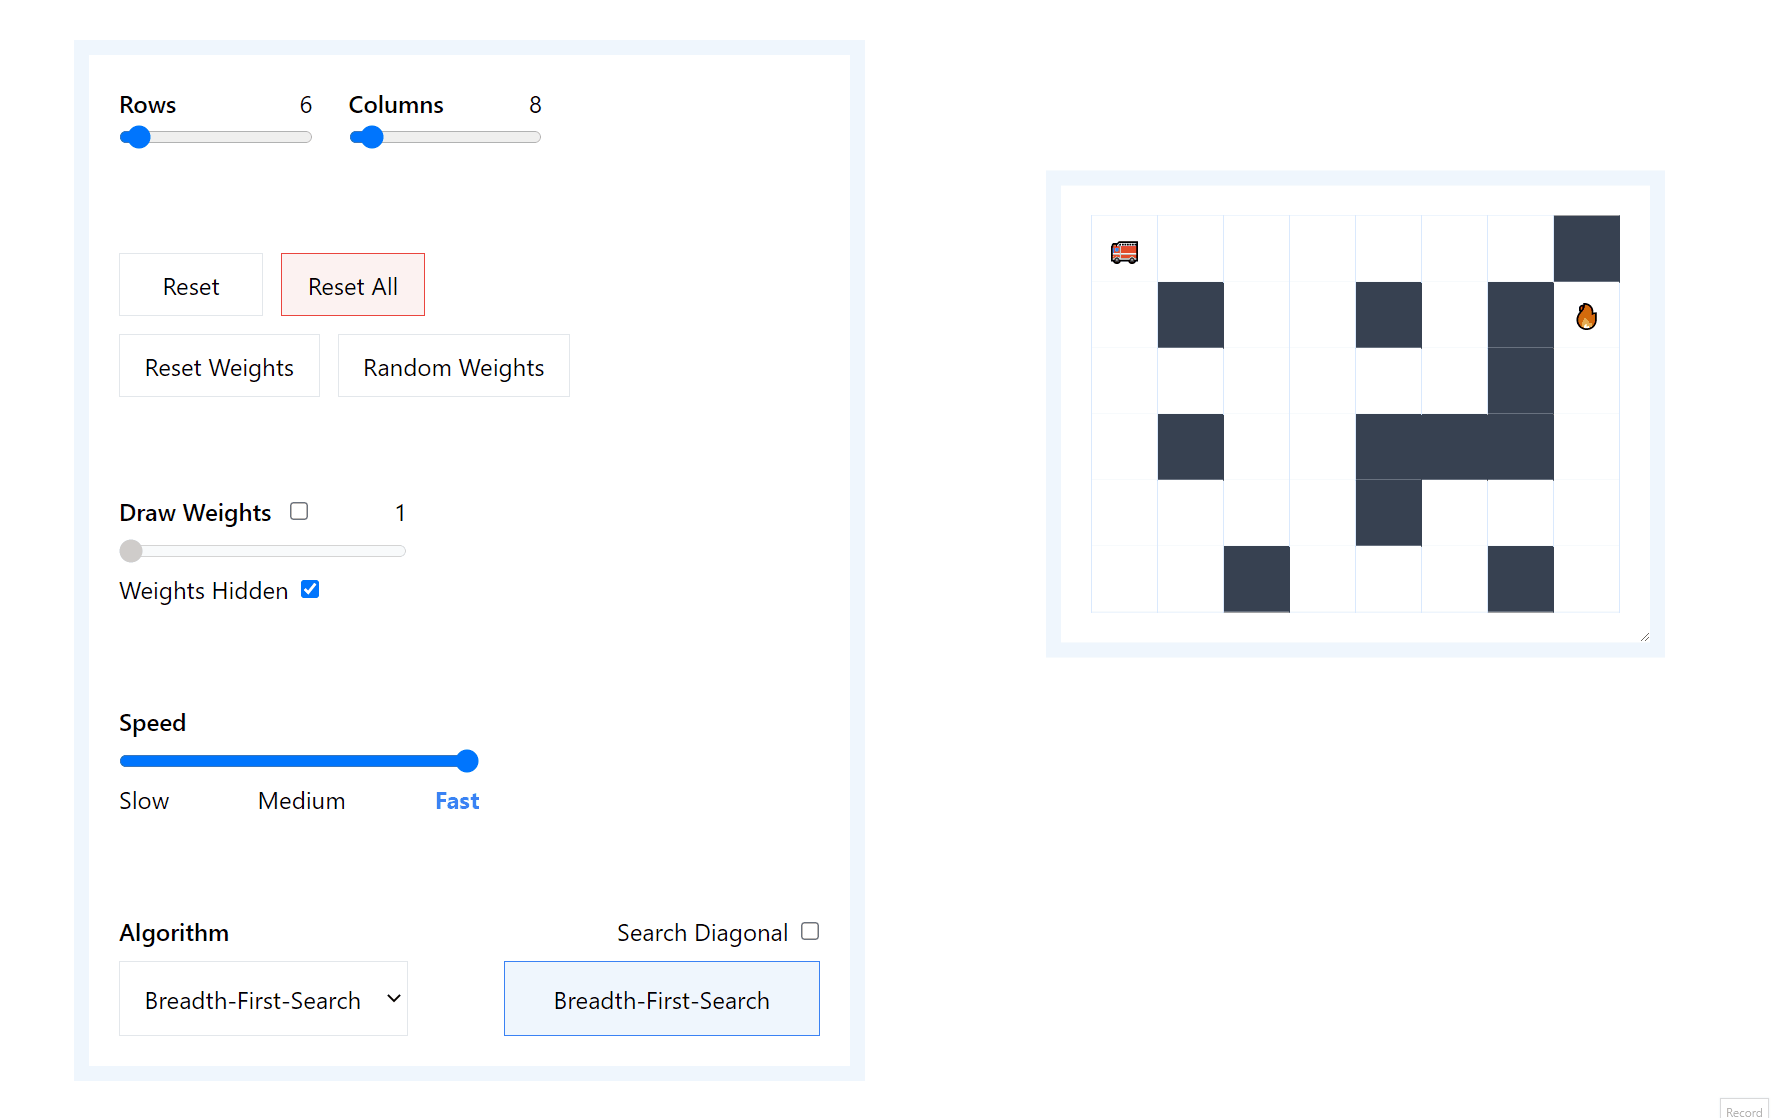 Rows 6 Columns 8
Reset Reset All
Reset Weights Random Weights
Draw Weights 1
Weights Hidden
Speed
Slow Medium Fast
Algorithm Search Diagonal
Breadth-First-Search Breadth-First-Search
Record